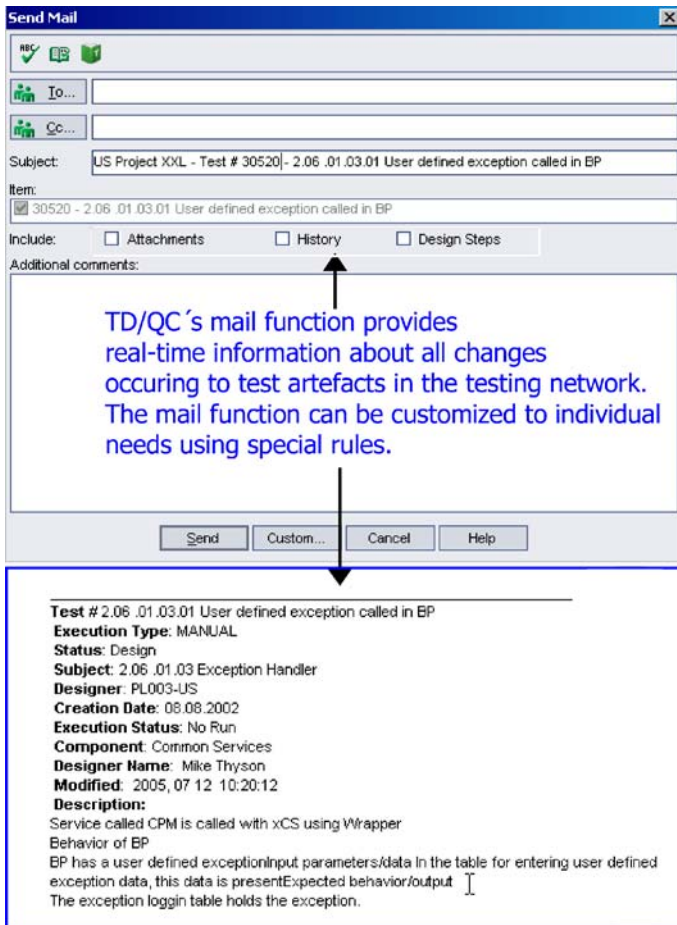 Send Mail
ABC
To...
Cc...
Subject: US Project XXL - Test # 30520 - 2.06 .01.03.01 User defined exception called in BP
Item:
30520 - 2.06 .01.03.01 User defined exception called in BP
Include: Attachments History Design Steps
Additional comments:
TD/QC´s mail function provides
real-time information about all changes
occuring to test artefacts in the testing network.
The mail function can be customized to individual
needs using special rules.
Send Custom... Cancel Help
Test # 2.06 .01.03.01 User defined exception called in BP
Execution Type: MANUAL
Status: Design
Subject: 2.06 .01.03 Exception Handler
Designer: PL003-US
Creation Date: 08.08.2002
Execution Status: No Run
Component: Common Services
Designer Name: Mike Thyson
Modified: 2005, 07 12 10:20:12
Description:
Service called CPM is called with xCS using Wrapper
Behavior of BP
BP has a user defined exceptionInput parameters/data In the table for entering user defined
exception data, this data is presentExpected behavior/output
The exception loggin table holds the exception.